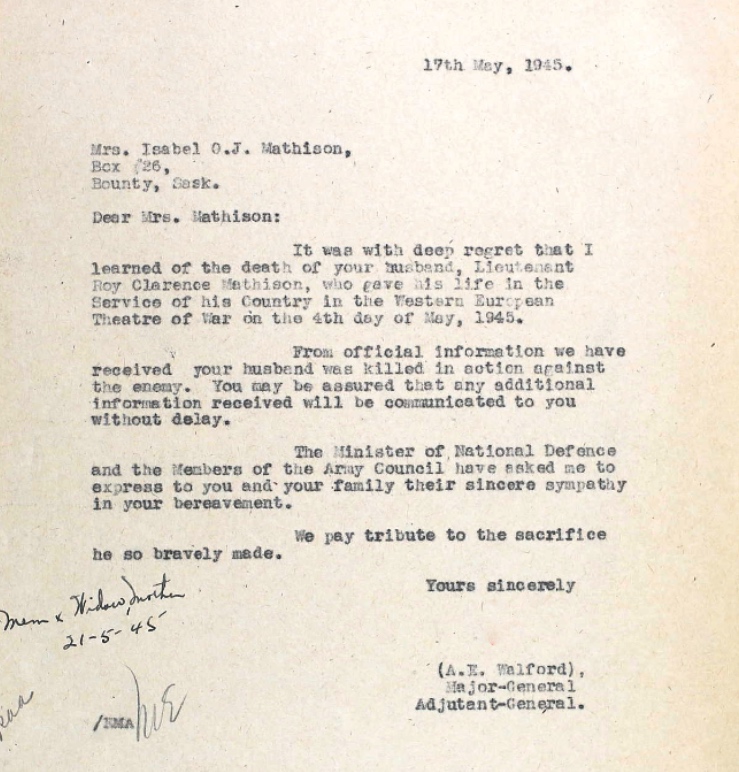 17th May, 1945.
Mrs. Isabel O.J. Mathison,
Box 26,
Bounty, Sask.
Dear Mrs. Mathison:
It was with deep regret that I
learned of the death of your husband, Lieutenant
Roy Clarence Mathison, who gave his life in the
Service of his Country in the Western European
Theatre of War on the 4th day of May, 1945.
From official information we have
received your husband was killed in action against
the enemy. You may be assured that any additional
information received will be communicated to you
without delay.
The Minister of National Defence
and the Members of the Army Council have asked me to
express to you and your family their sincere sympathy
in your bereavement.
We pay tribute to the sacrifice
he so bravely made.
Yours sincerely
Mem x Widow, mother
21-5-45
(A.E. Walford),
Major-General
Adjutant-General.